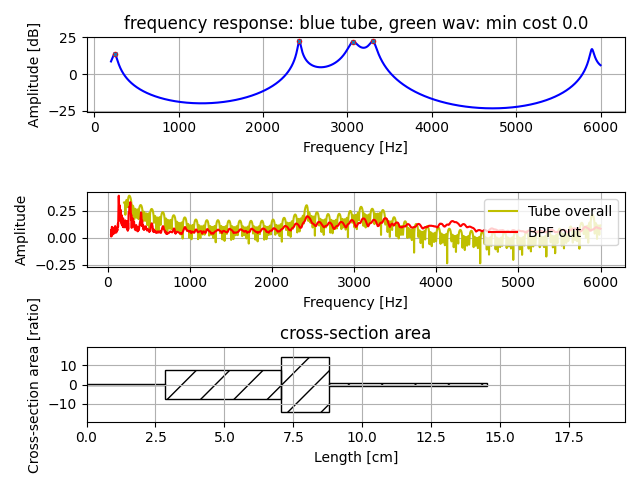 frequency response: blue tube, green wav: min cost 0.0
Amplitude [dB]
25
0
−25
0 1000 2000 3000 4000 5000 6000
Frequency [Hz]
Amplitude
0.25
0.00
−0.25
Tube overall
BPF out
0 1000 2000 3000 4000 5000 6000
Frequency [Hz]
cross-section area
Cross-section area [ratio]
10
0
−10
0.0 2.5 5.0 7.5 10.0 12.5 15.0 17.5
Length [cm]